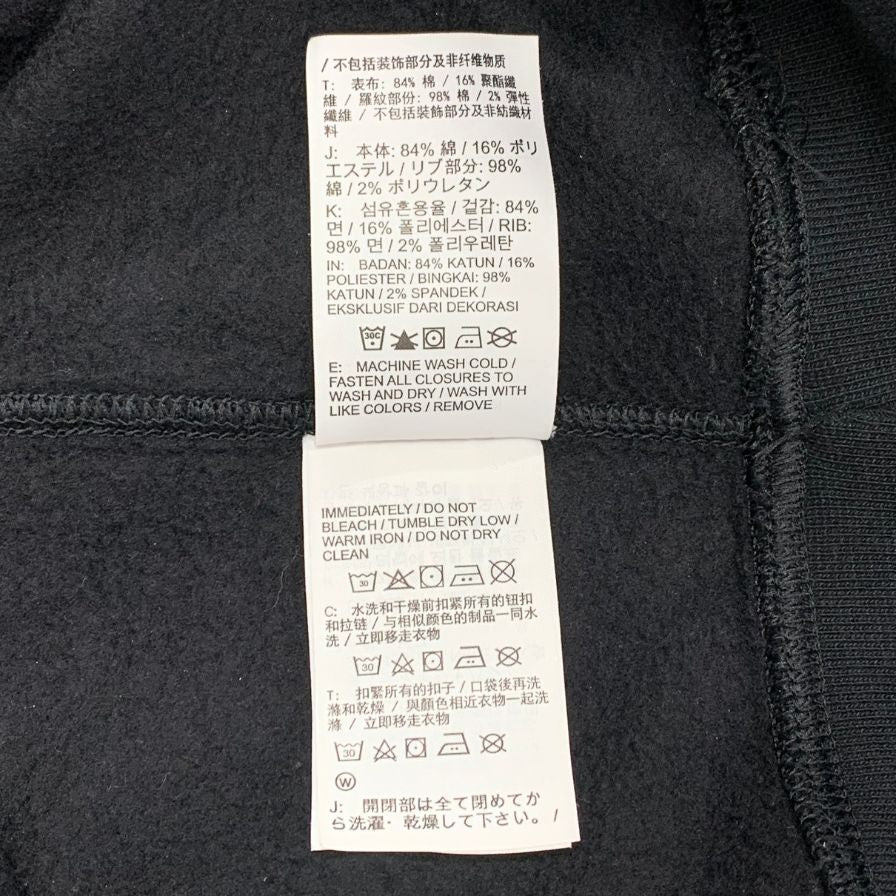 / 不包括装饰部分及非纤维物质
T: 表布: 84% 棉 / 16% 聚酯纖
維 / 羅紋部份: 98% 棉 / 2% 彈性
纖維 / 不包括裝飾部分及非紡織材
料
J: 本体: 84% 綿 / 16% ポリ
エステル / リブ部分: 98%
綿 / 2% ポリウレタン
K: 섬유혼용율 / 겉감: 84%
면 / 16% 폴리에스터 / RIB:
98% 면 / 2% 폴리우레탄
IN: BADAN: 84% KATUN / 16%
POLIESTER / BINGKAI: 98%
KATUN / 2% SPANDEK /
EKSKLUSIF DARI DEKORASI
30C
E: MACHINE WASH COLD /
FASTEN ALL CLOSURES TO
WASH AND DRY / WASH WITH
LIKE COLORS / REMOVE
IMMEDIATELY / DO NOT
BLEACH / TUMBLE DRY LOW /
WARM IRON / DO NOT DRY
CLEAN
30
C: 水洗和干燥前扣紧所有的钮扣
和拉链 / 与相似颜色的制品一同水
洗 / 立即移走衣物
30
T: 扣緊所有的扣子 / 口袋後再洗
滌和乾燥 / 與顏色相近衣物一起洗
滌 / 立即移走衣物
30
W
J: 開閉部は全て閉めてか
ら洗濯・乾燥して下さい。 /